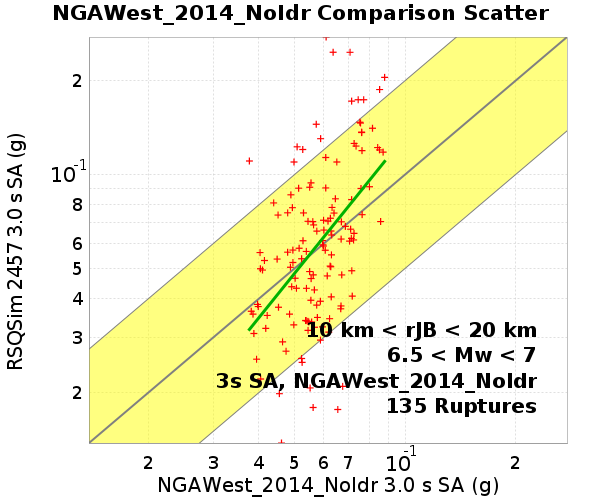 NGAWest_2014_NoIdr Comparison Scatter
RSQSim 2457 3.0 s SA (g)
2
10-1
8
6
5
4
3
2
10 km < rJB < 20 km
6.5 < Mw < 7
3s SA, NGAWest_2014_NoIdr
135 Ruptures
2 3 4 5 6 7 10-1 2
NGAWest_2014_NoIdr 3.0 s SA (g)